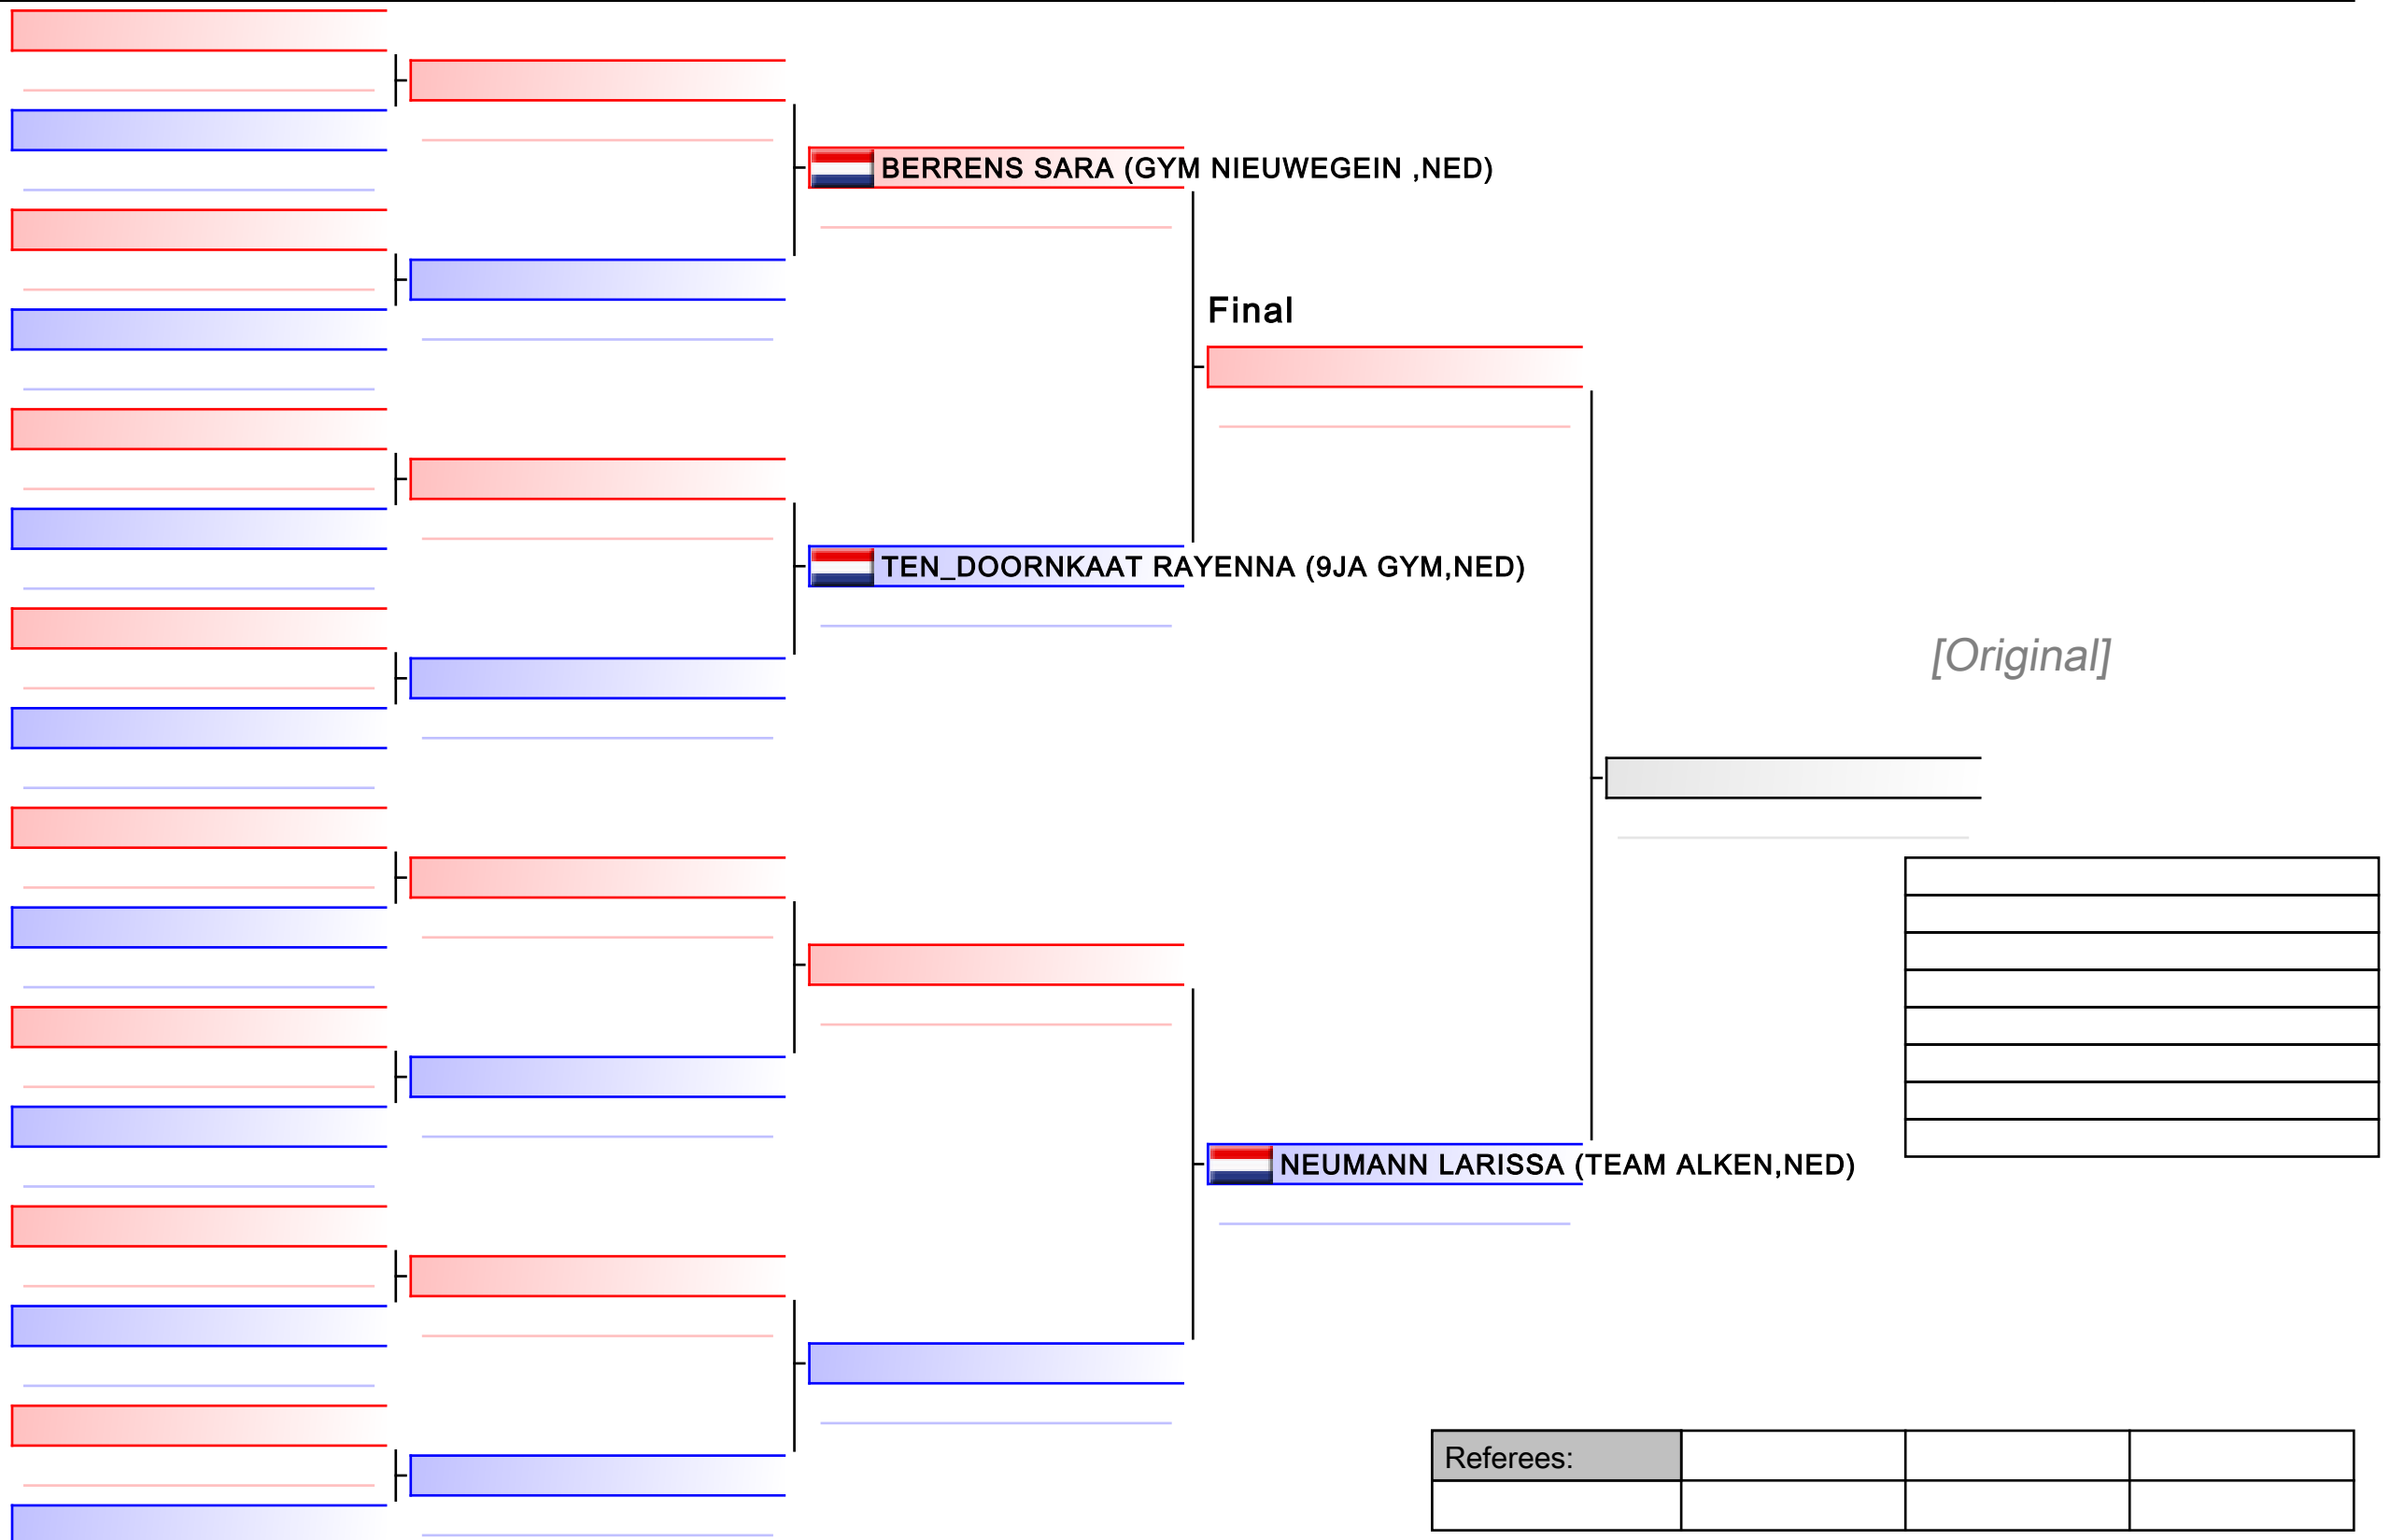 BERRENS SARA (GYM NIEUWEGEIN ,NED)
Final
TEN_DOORNKAAT RAYENNA (9JA GYM,NED)
[Original]
NEUMANN LARISSA (TEAM ALKEN,NED)
Referees: